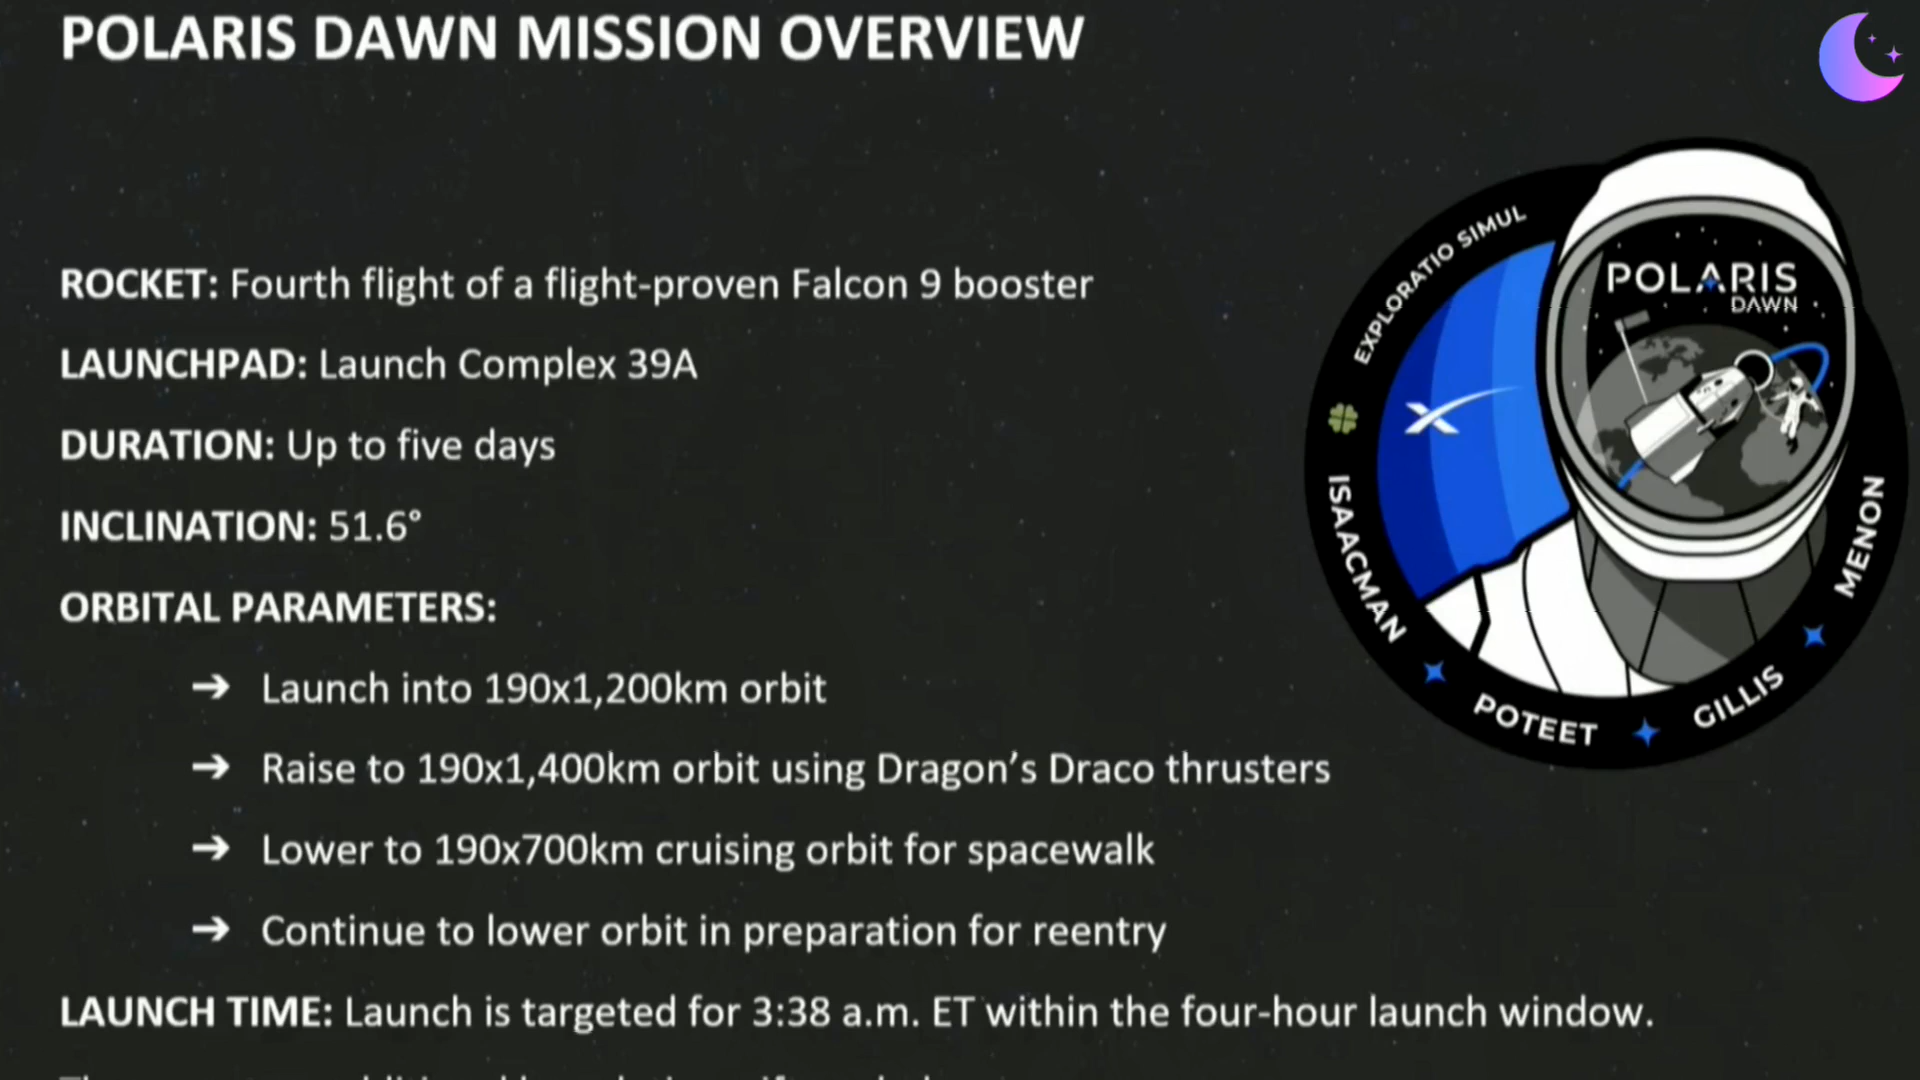 POLARIS DAWN MISSION OVERVIEW
ROCKET: Fourth flight of a flight-proven Falcon 9 booster
LAUNCHPAD: Launch Complex 39A
DURATION: Up to five days
INCLINATION: 51.6°
ORBITAL PARAMETERS:
➔ Launch into 190x1,200km orbit
➔ Raise to 190x1,400km orbit using Dragon’s Draco thrusters
➔ Lower to 190x700km cruising orbit for spacewalk
➔ Continue to lower orbit in preparation for reentry
LAUNCH TIME: Launch is targeted for 3:38 a.m. ET within the four-hour launch window.
EXPLORATIO SIMUL
POLARIS
DAWN
ISAACMAN
POTEET
GILLIS
MENON